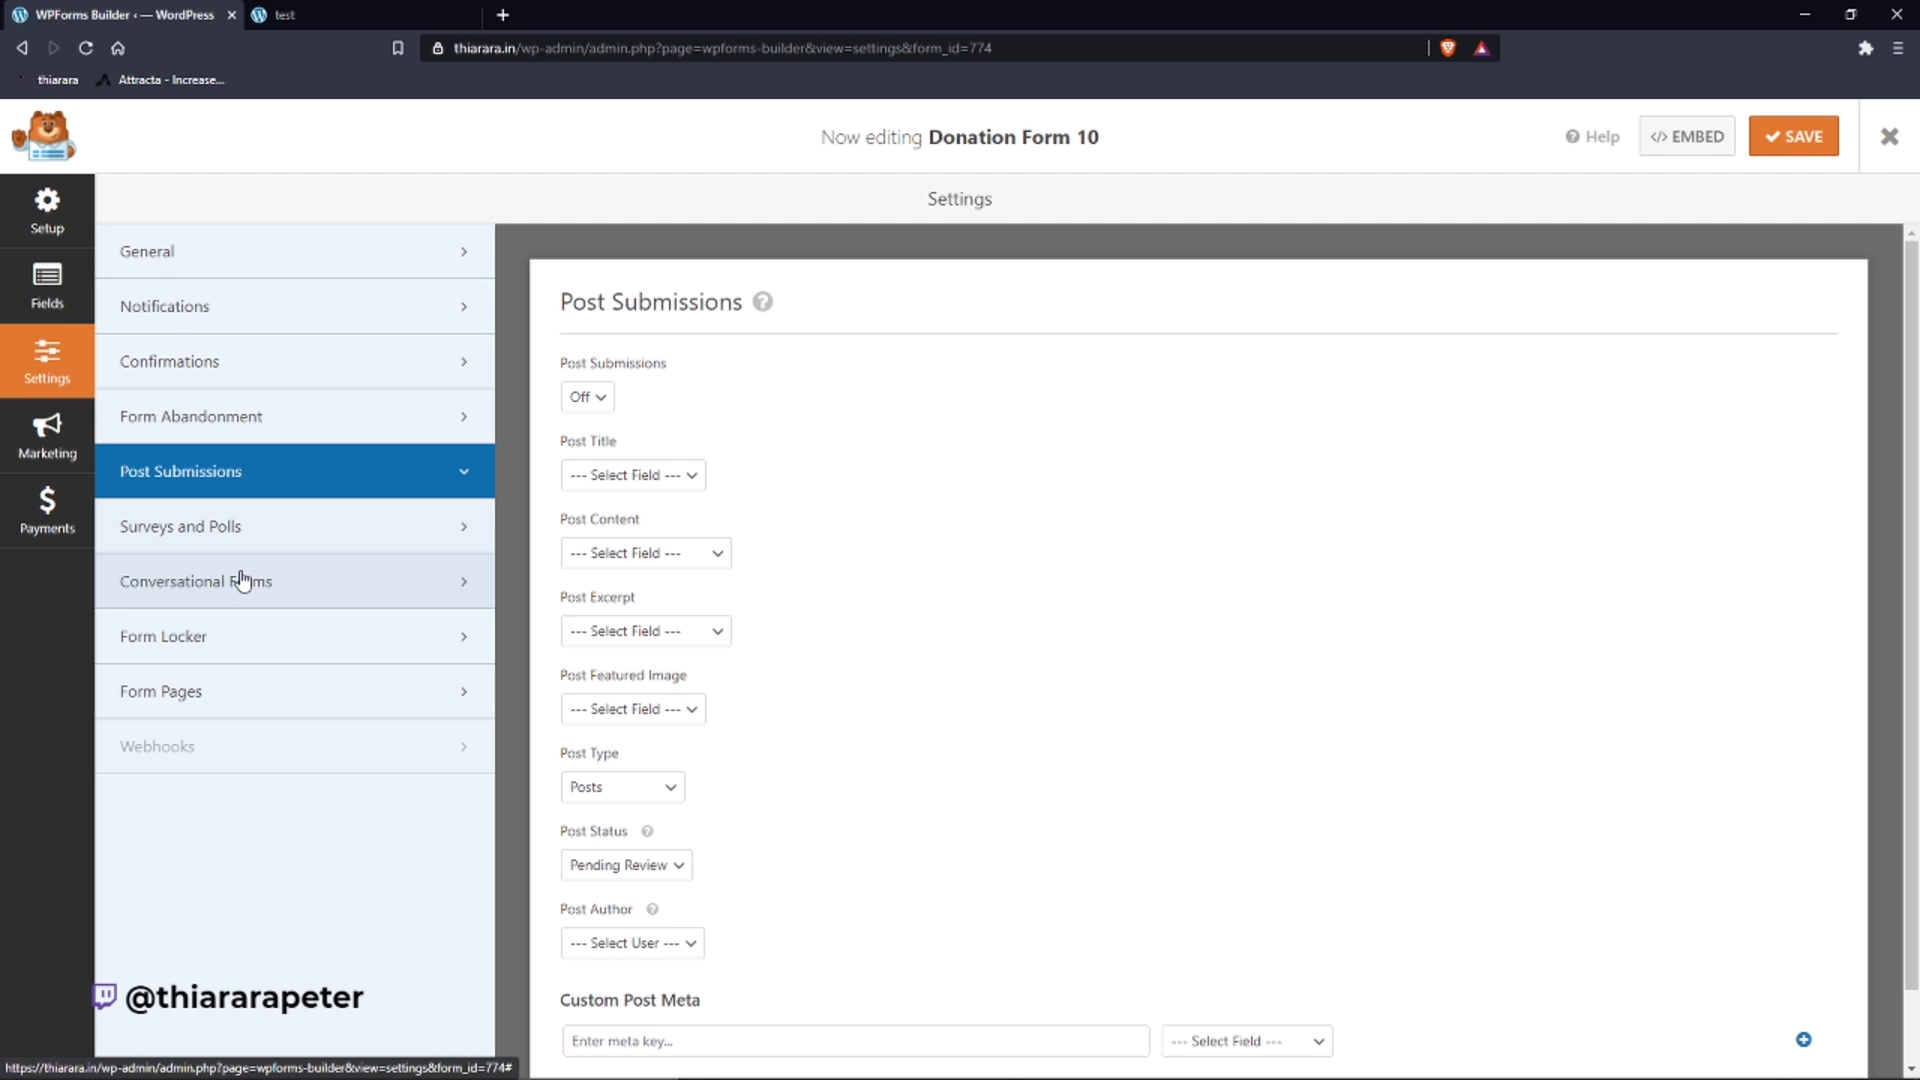 WPForms Builder ‹ — WordPress
test
thiarara.in/wp-admin/admin.php?page=wpforms-builder&view=settings&form_id=774
thiarara
Attracta - Increase...
Now editing Donation Form 10
Help
</> EMBED
SAVE
Settings
Setup
Fields
Settings
Marketing
Payments
General
Notifications
Confirmations
Form Abandonment
Post Submissions
Surveys and Polls
Conversational Forms
Form Locker
Form Pages
Webhooks
Post Submissions
Post Submissions
Off
Post Title
--- Select Field ---
Post Content
--- Select Field ---
Post Excerpt
--- Select Field ---
Post Featured Image
--- Select Field ---
Post Type
Posts
Post Status
Pending Review
Post Author
--- Select User ---
Custom Post Meta
Enter meta key...
--- Select Field ---
@thiararapeter
https://thiarara.in/wp-admin/admin.php?page=wpforms-builder&view=settings&form_id=774#